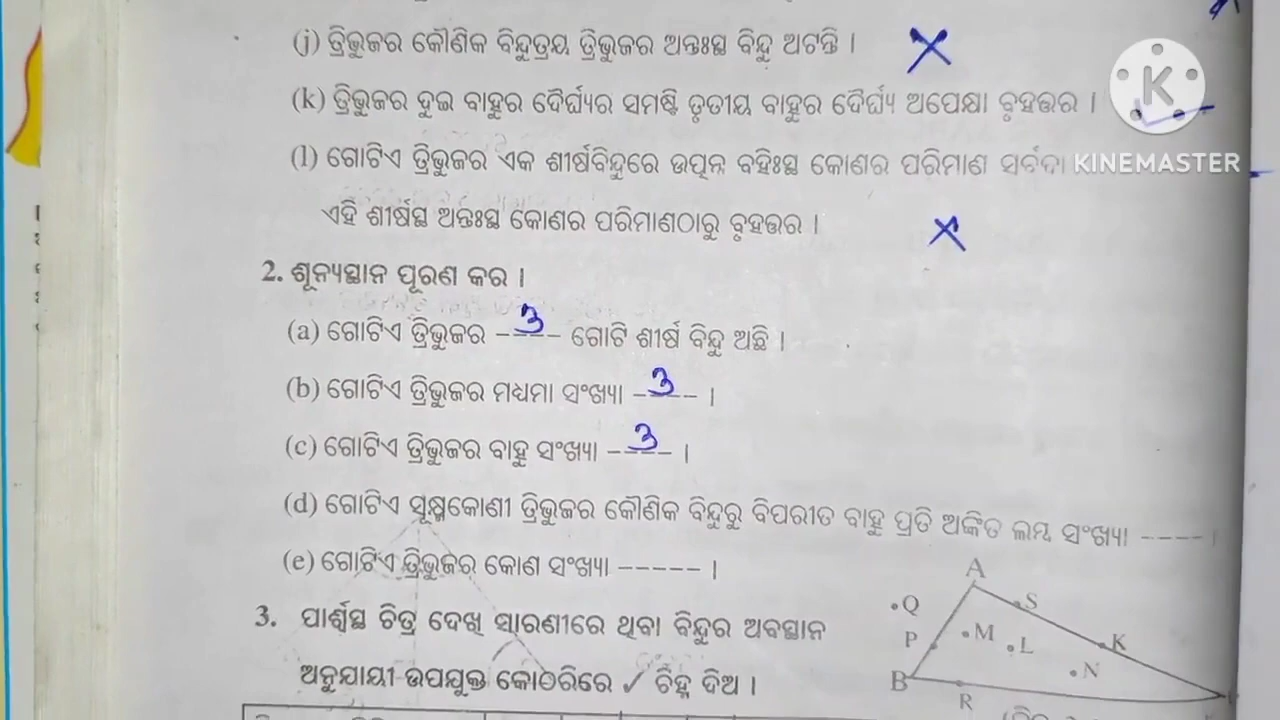 (j) ତ୍ରିଭୁଜର କୌଣିକ ବିନ୍ଦୁତ୍ରୟ ତ୍ରିଭୁଜର ଅନ୍ତଃସ୍ଥ ବିନ୍ଦୁ ଅଟନ୍ତି ।
(k) ତ୍ରିଭୁଜର ଦୁଇ ବାହୁର ଦୈର୍ଘ୍ୟର ସମଷ୍ଟି ତୃତୀୟ ବାହୁର ଦୈର୍ଘ୍ୟ ଅପେକ୍ଷା ବୃହତ୍ତର ।
K
KINEMASTER
(l) ଗୋଟିଏ ତ୍ରିଭୁଜର ଏକ ଶୀର୍ଷବିନ୍ଦୁରେ ଉତ୍ପନ୍ନ ବହିଃସ୍ଥ କୋଣର ପରିମାଣ ସର୍ବଦା
ଏହି ଶୀର୍ଷସ୍ଥ ଅନ୍ତଃସ୍ଥ କୋଣର ପରିମାଣଠାରୁ ବୃହତ୍ତର ।
2. ଶୂନ୍ୟସ୍ଥାନ ପୂରଣ କର ।
(a) ଗୋଟିଏ ତ୍ରିଭୁଜର --3-- ଗୋଟି ଶୀର୍ଷ ବିନ୍ଦୁ ଅଛି ।
(b) ଗୋଟିଏ ତ୍ରିଭୁଜର ମଧ୍ୟମା ସଂଖ୍ୟା --3-- ।
(c) ଗୋଟିଏ ତ୍ରିଭୁଜର ବାହୁ ସଂଖ୍ୟା --3-- ।
(d) ଗୋଟିଏ ସୂକ୍ଷ୍ମକୋଣୀ ତ୍ରିଭୁଜର କୌଣିକ ବିନ୍ଦୁରୁ ବିପରୀତ ବାହୁ ପ୍ରତି ଅଙ୍କିତ ଲମ୍ବ ସଂଖ୍ୟା ---- ।
(e) ଗୋଟିଏ ତ୍ରିଭୁଜର କୋଣ ସଂଖ୍ୟା ----- ।
3. ପାର୍ଶ୍ୱସ୍ଥ ଚିତ୍ର ଦେଖି ସାରଣୀରେ ଥିବା ବିନ୍ଦୁର ଅବସ୍ଥାନ
ଅନୁଯାୟୀ ଉପଯୁକ୍ତ କୋଠରିରେ ✓ ଚିହ୍ନ ଦିଅ ।
A
Q
S
P
M
L
K
N
B
R